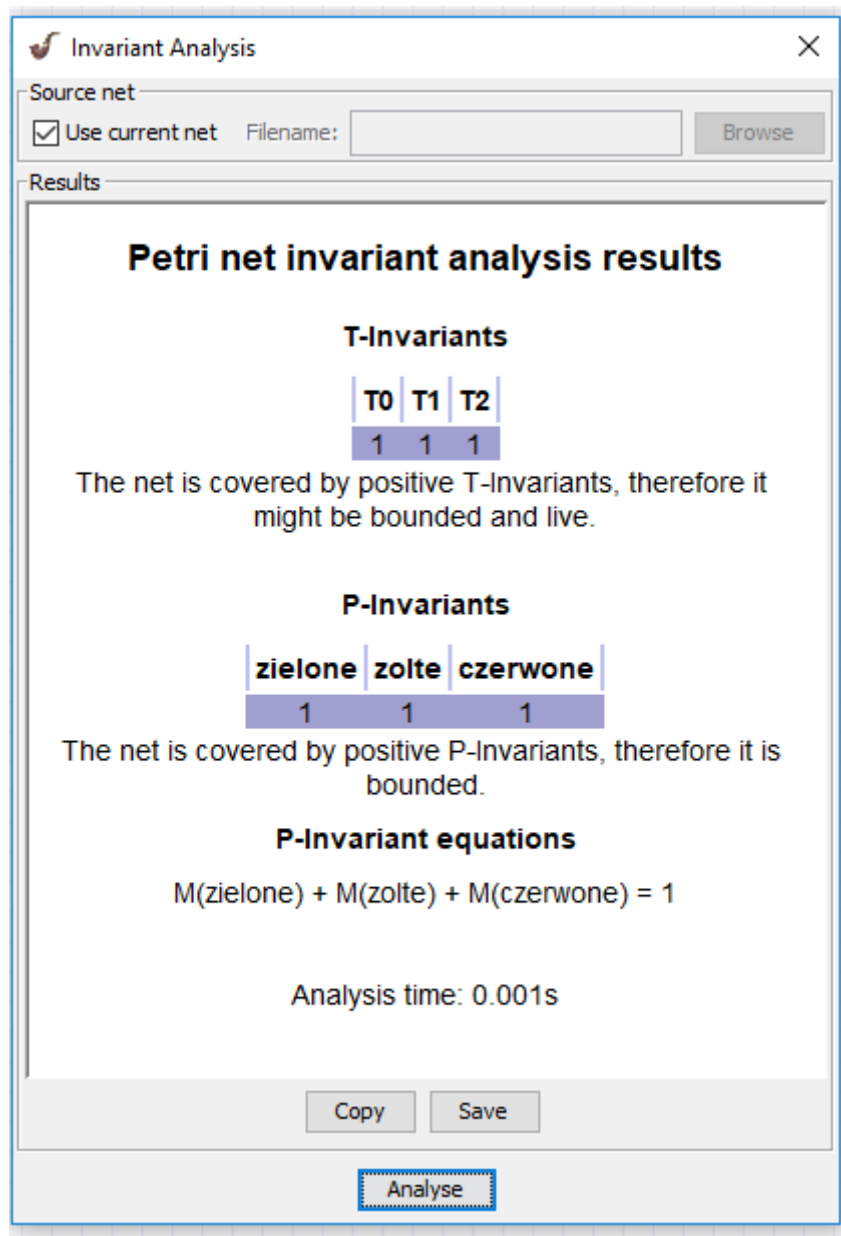 Invariant Analysis
Source net
Use current net Filename: Browse
Results
Petri net invariant analysis results
T-Invariants
T0 T1 T2
1 1 1
The net is covered by positive T-Invariants, therefore it
might be bounded and live.
P-Invariants
zielone zolte czerwone
1 1 1
The net is covered by positive P-Invariants, therefore it is
bounded.
P-Invariant equations
M(zielone) + M(zolte) + M(czerwone) = 1
Analysis time: 0.001s
Copy Save
Analyse